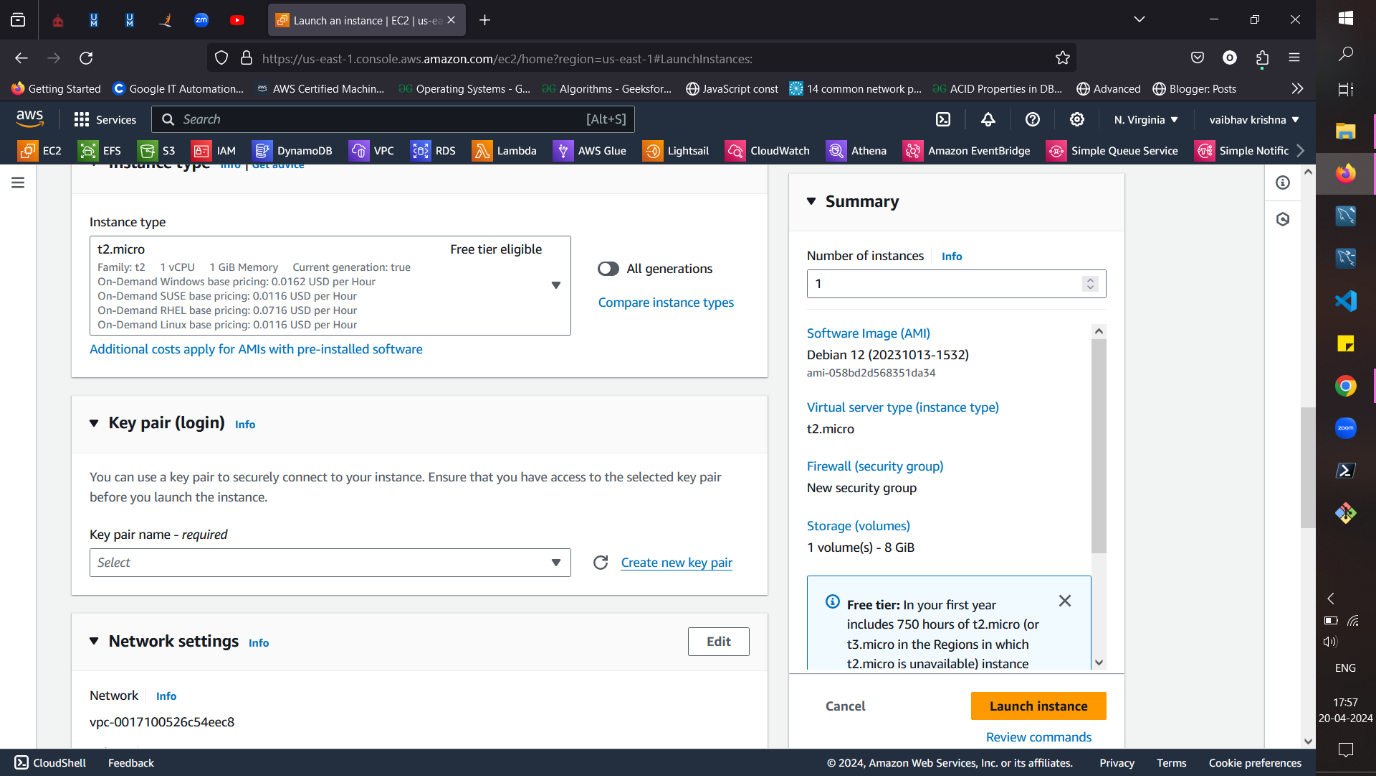 Launch an instance | EC2 | us-ea
https://us-east-1.console.aws.amazon.com/ec2/home?region=us-east-1#LaunchInstances:
Getting Started
Google IT Automation...
AWS Certified Machin...
Operating Systems - G...
Algorithms - Geeksfor...
JavaScript const
14 common network p...
ACID Properties in DB...
Advanced
Blogger: Posts
aws
Services
Search
[Alt+S]
N. Virginia
vaibhav krishna
EC2
EFS
S3
IAM
DynamoDB
VPC
RDS
Lambda
AWS Glue
Lightsail
CloudWatch
Athena
Amazon EventBridge
Simple Queue Service
Simple Notific
Instance type Info | Get advice
Instance type
t2.micro Free tier eligible
Family: t2 1 vCPU 1 GiB Memory Current generation: true
On-Demand Windows base pricing: 0.0162 USD per Hour
On-Demand SUSE base pricing: 0.0116 USD per Hour
On-Demand RHEL base pricing: 0.0716 USD per Hour
On-Demand Linux base pricing: 0.0116 USD per Hour
All generations
Compare instance types
Additional costs apply for AMIs with pre-installed software
Key pair (login) Info
You can use a key pair to securely connect to your instance. Ensure that you have access to the selected key pair
before you launch the instance.
Key pair name - required
Select
Create new key pair
Network settings Info
Edit
Network Info
vpc-0017100526c54eec8
Summary
Number of instances Info
1
Software Image (AMI)
Debian 12 (20231013-1532)
ami-058bd2d568351da34
Virtual server type (instance type)
t2.micro
Firewall (security group)
New security group
Storage (volumes)
1 volume(s) - 8 GiB
Free tier: In your first year
includes 750 hours of t2.micro (or
t3.micro in the Regions in which
t2.micro is unavailable) instance
Cancel
Launch instance
Review commands
CloudShell
Feedback
© 2024, Amazon Web Services, Inc. or its affiliates.
Privacy
Terms
Cookie preferences
UM
UM
zm
zoom
ENG
17:57
20-04-2024